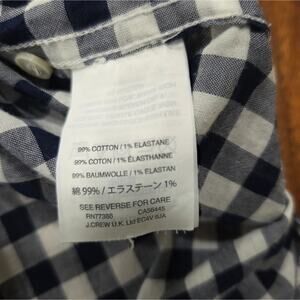 99% COTTON / 1% ELASTANE
99% COTON / 1% ÉLASTHANNE
99% BAUMWOLLE / 1% ELASTAN
綿 99% / エラステーン 1%
SEE REVERSE FOR CARE
RN77388 CA56445
J.CREW U.K. Ltd EC4V 6JA